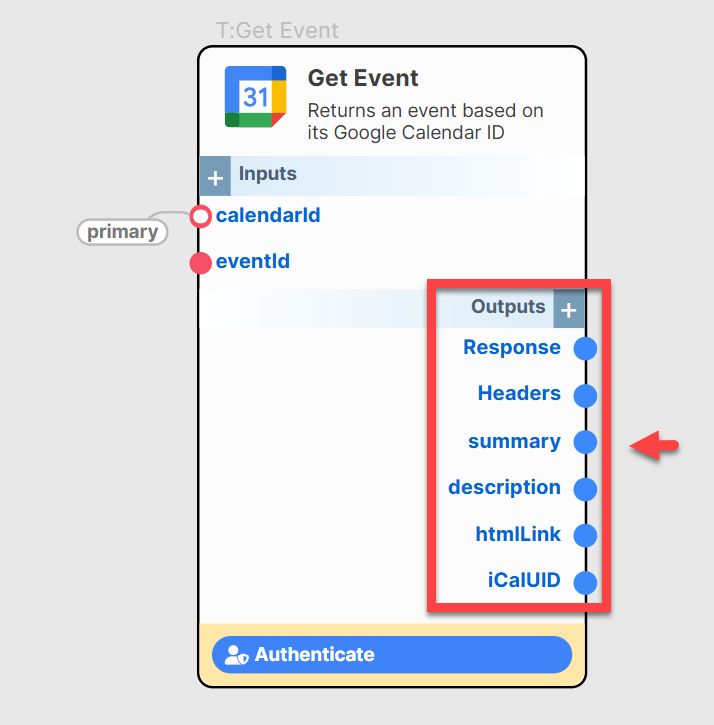 T:Get Event
31
Get Event
Returns an event based on
its Google Calendar ID
+ Inputs
primary
calendarId
eventId
Outputs +
Response
Headers
summary
description
htmlLink
iCalUID
Authenticate